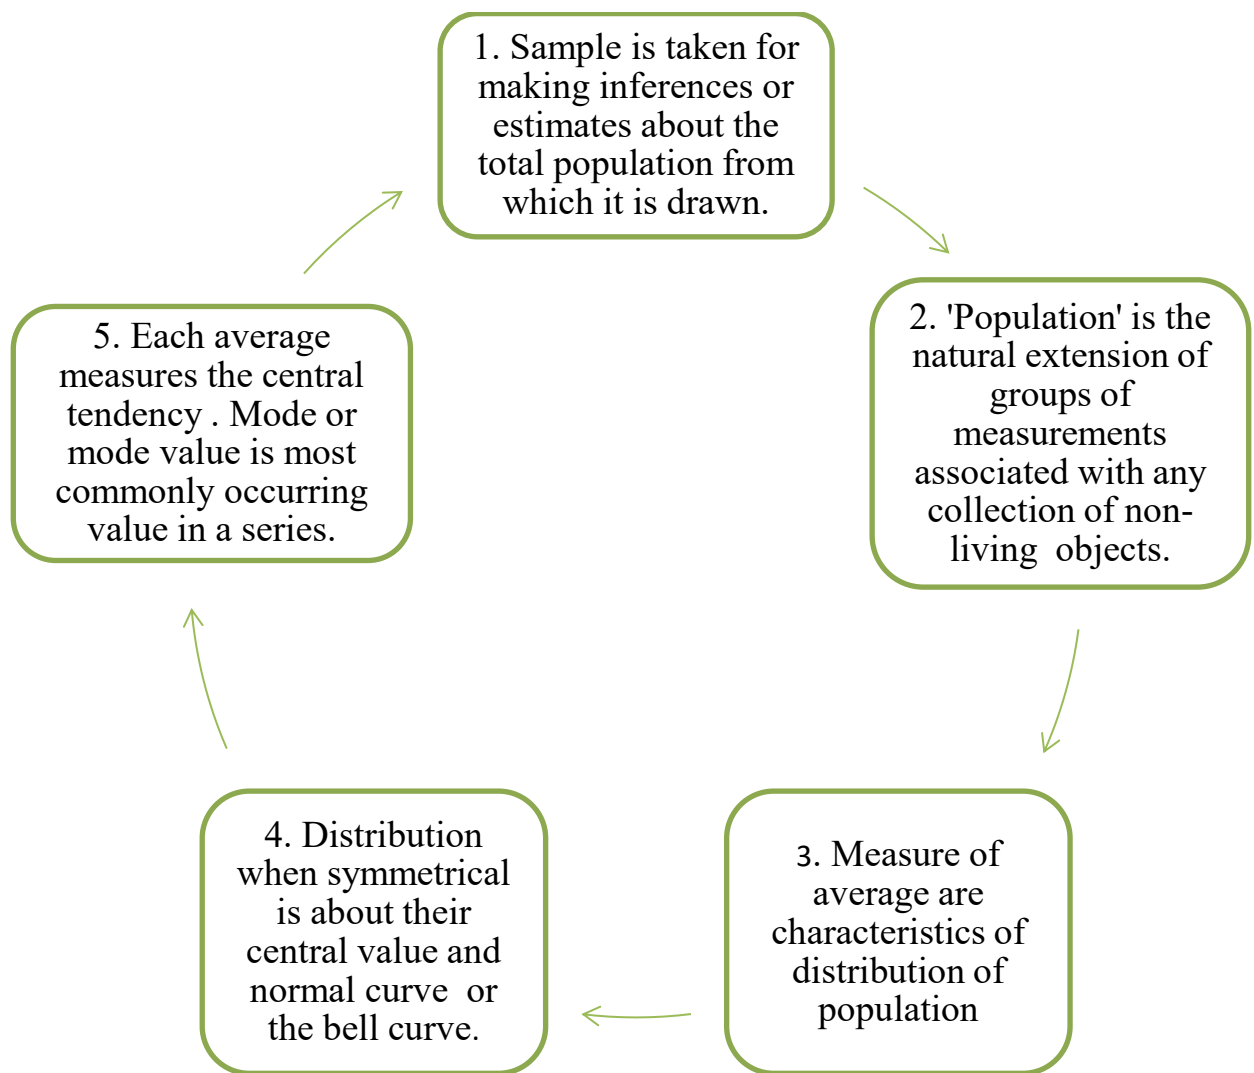 1. Sample is taken for
making inferences or
estimates about the
total population from
which it is drawn.
2. 'Population' is the
natural extension of
groups of
measurements
associated with any
collection of non-
living  objects.
3. Measure of
average are
characteristics of
distribution of
population
4. Distribution
when symmetrical
is about their
central value and
normal curve  or
the bell curve.
5. Each average
measures the central
tendency . Mode or
mode value is most
commonly occurring
value in a series.